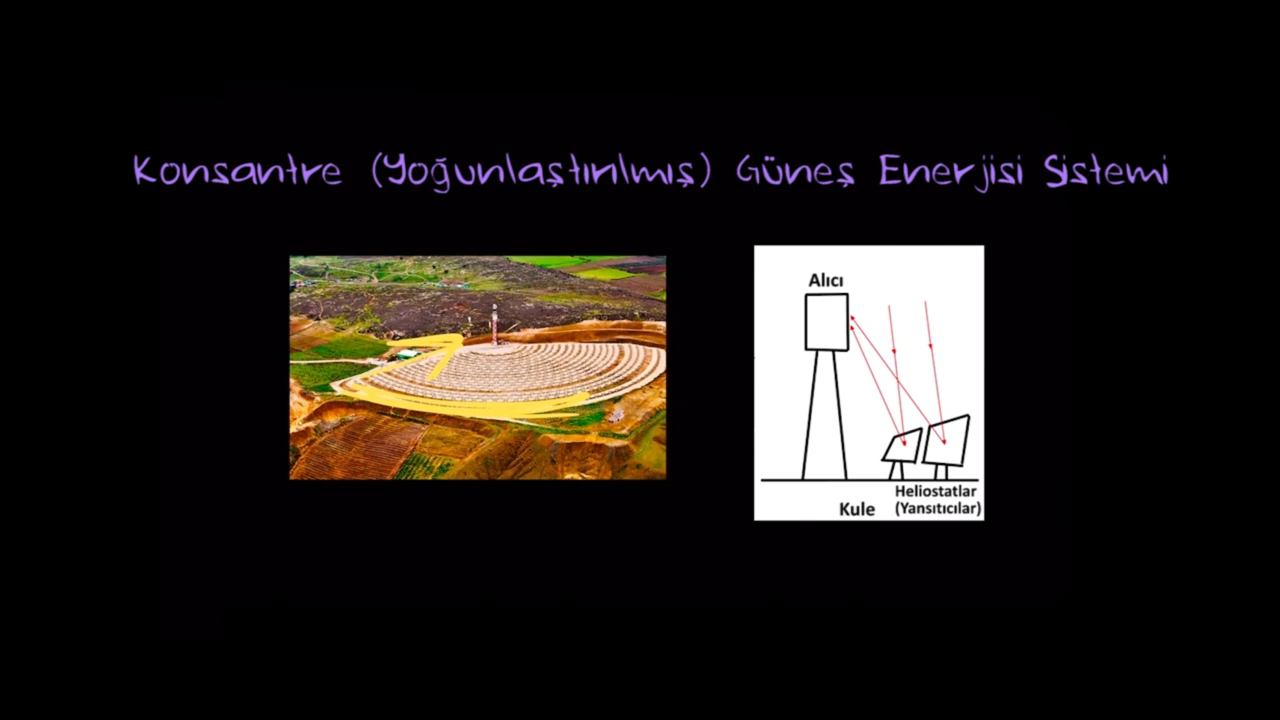 Konsantre (Yoğunlaştırılmış) Güneş Enerjisi Sistemi
Alıcı
Kule
Heliostatlar
(Yansıtıcılar)